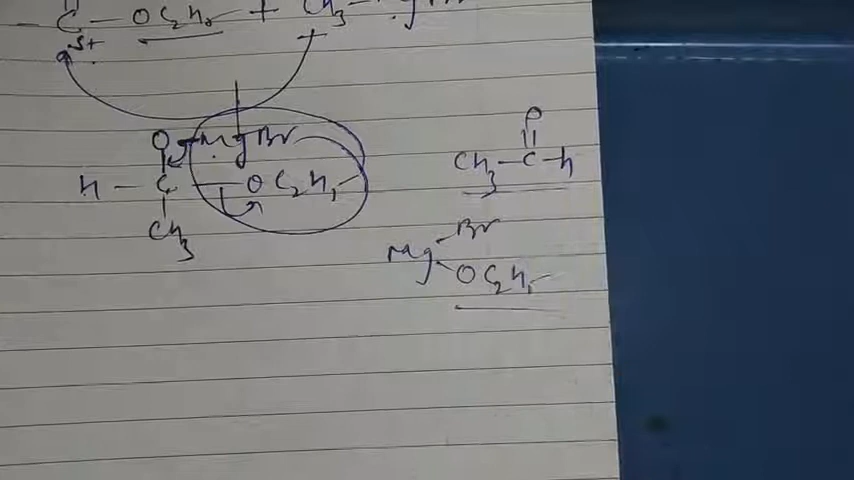 - C - OC2H5 + CH3
δ+
O - MgBr
H - C - OC2H5
CH3
O
CH3 - C - H
Br
Mg
OC2H5